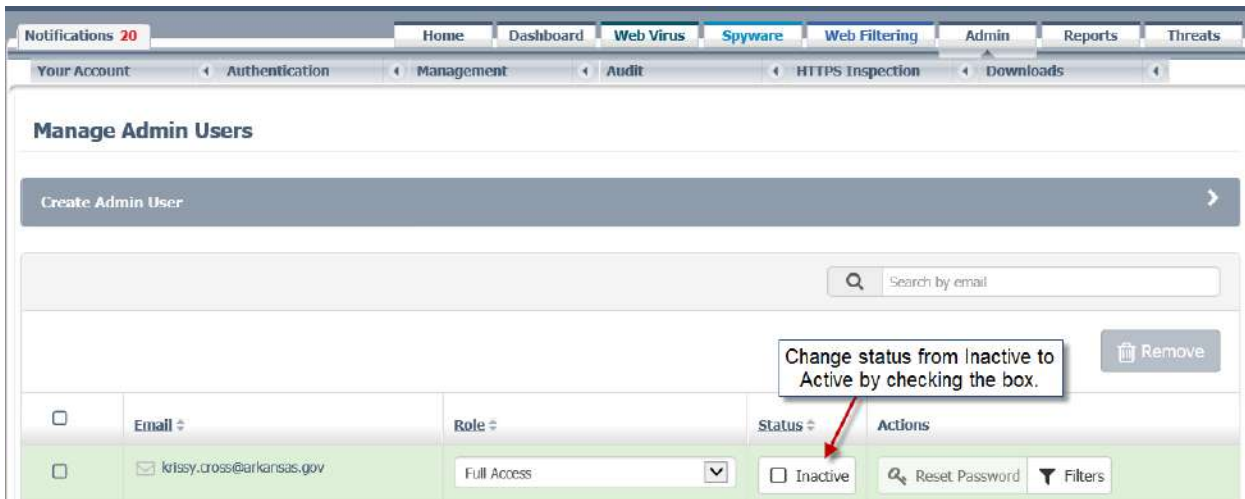 Notifications 20 Home Dashboard Web Virus Spyware Web Filtering Admin Reports Threats
Your Account Authentication Management Audit HTTPS Inspection Downloads
Manage Admin Users
Create Admin User
Search by email
Remove
Change status from Inactive to
Active by checking the box.
Email Role Status Actions
krissy.cross@arkansas.gov Full Access Inactive Reset Password Filters